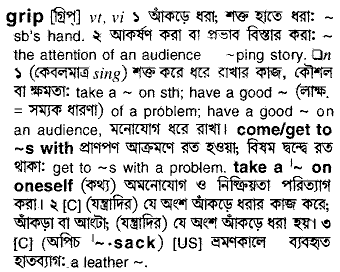 grip [গ্রিপ্] vt, vi ১ আঁকড়ে ধরা; শক্ত হাতে ধরা: ~
sb's hand. ২ আকর্ষণ করা বা প্রভাব বিস্তার করা: ~
the attention of an audience ~ping story. □n
১ (কেবলমাত্র sing) শক্ত করে ধরে রাখার কাজ, কৌশল
বা ক্ষমতা: take a ~ on sth; have a good ~ (লাক্ষ.
= সম্যক ধারণা) of a problem; have a good ~ on
an audience, মনোযোগ ধরে রাখা। come/get to
~s with প্রাণপণ আক্রমণে রত হওয়া; বিষম দ্বন্দ্বে রত
থাকা: get to ~s with a problem. take a ~ on
oneself (কথ্য) অমনোযোগ ও নিষ্ক্রিয়তা পরিত্যাগ
করা। ২ [C] (যন্ত্রাদির) যে অংশ আঁকড়ে ধরার কাজ করে;
আঁকড়া বা আংটা; (যন্ত্রাদির) যে অংশ আঁকড়ে ধরা হয়। ৩
[C] (অপিচ ˈ~·sack) [US] ভ্রমণকালে ব্যবহৃত
হাতব্যাগ: a leather ~.